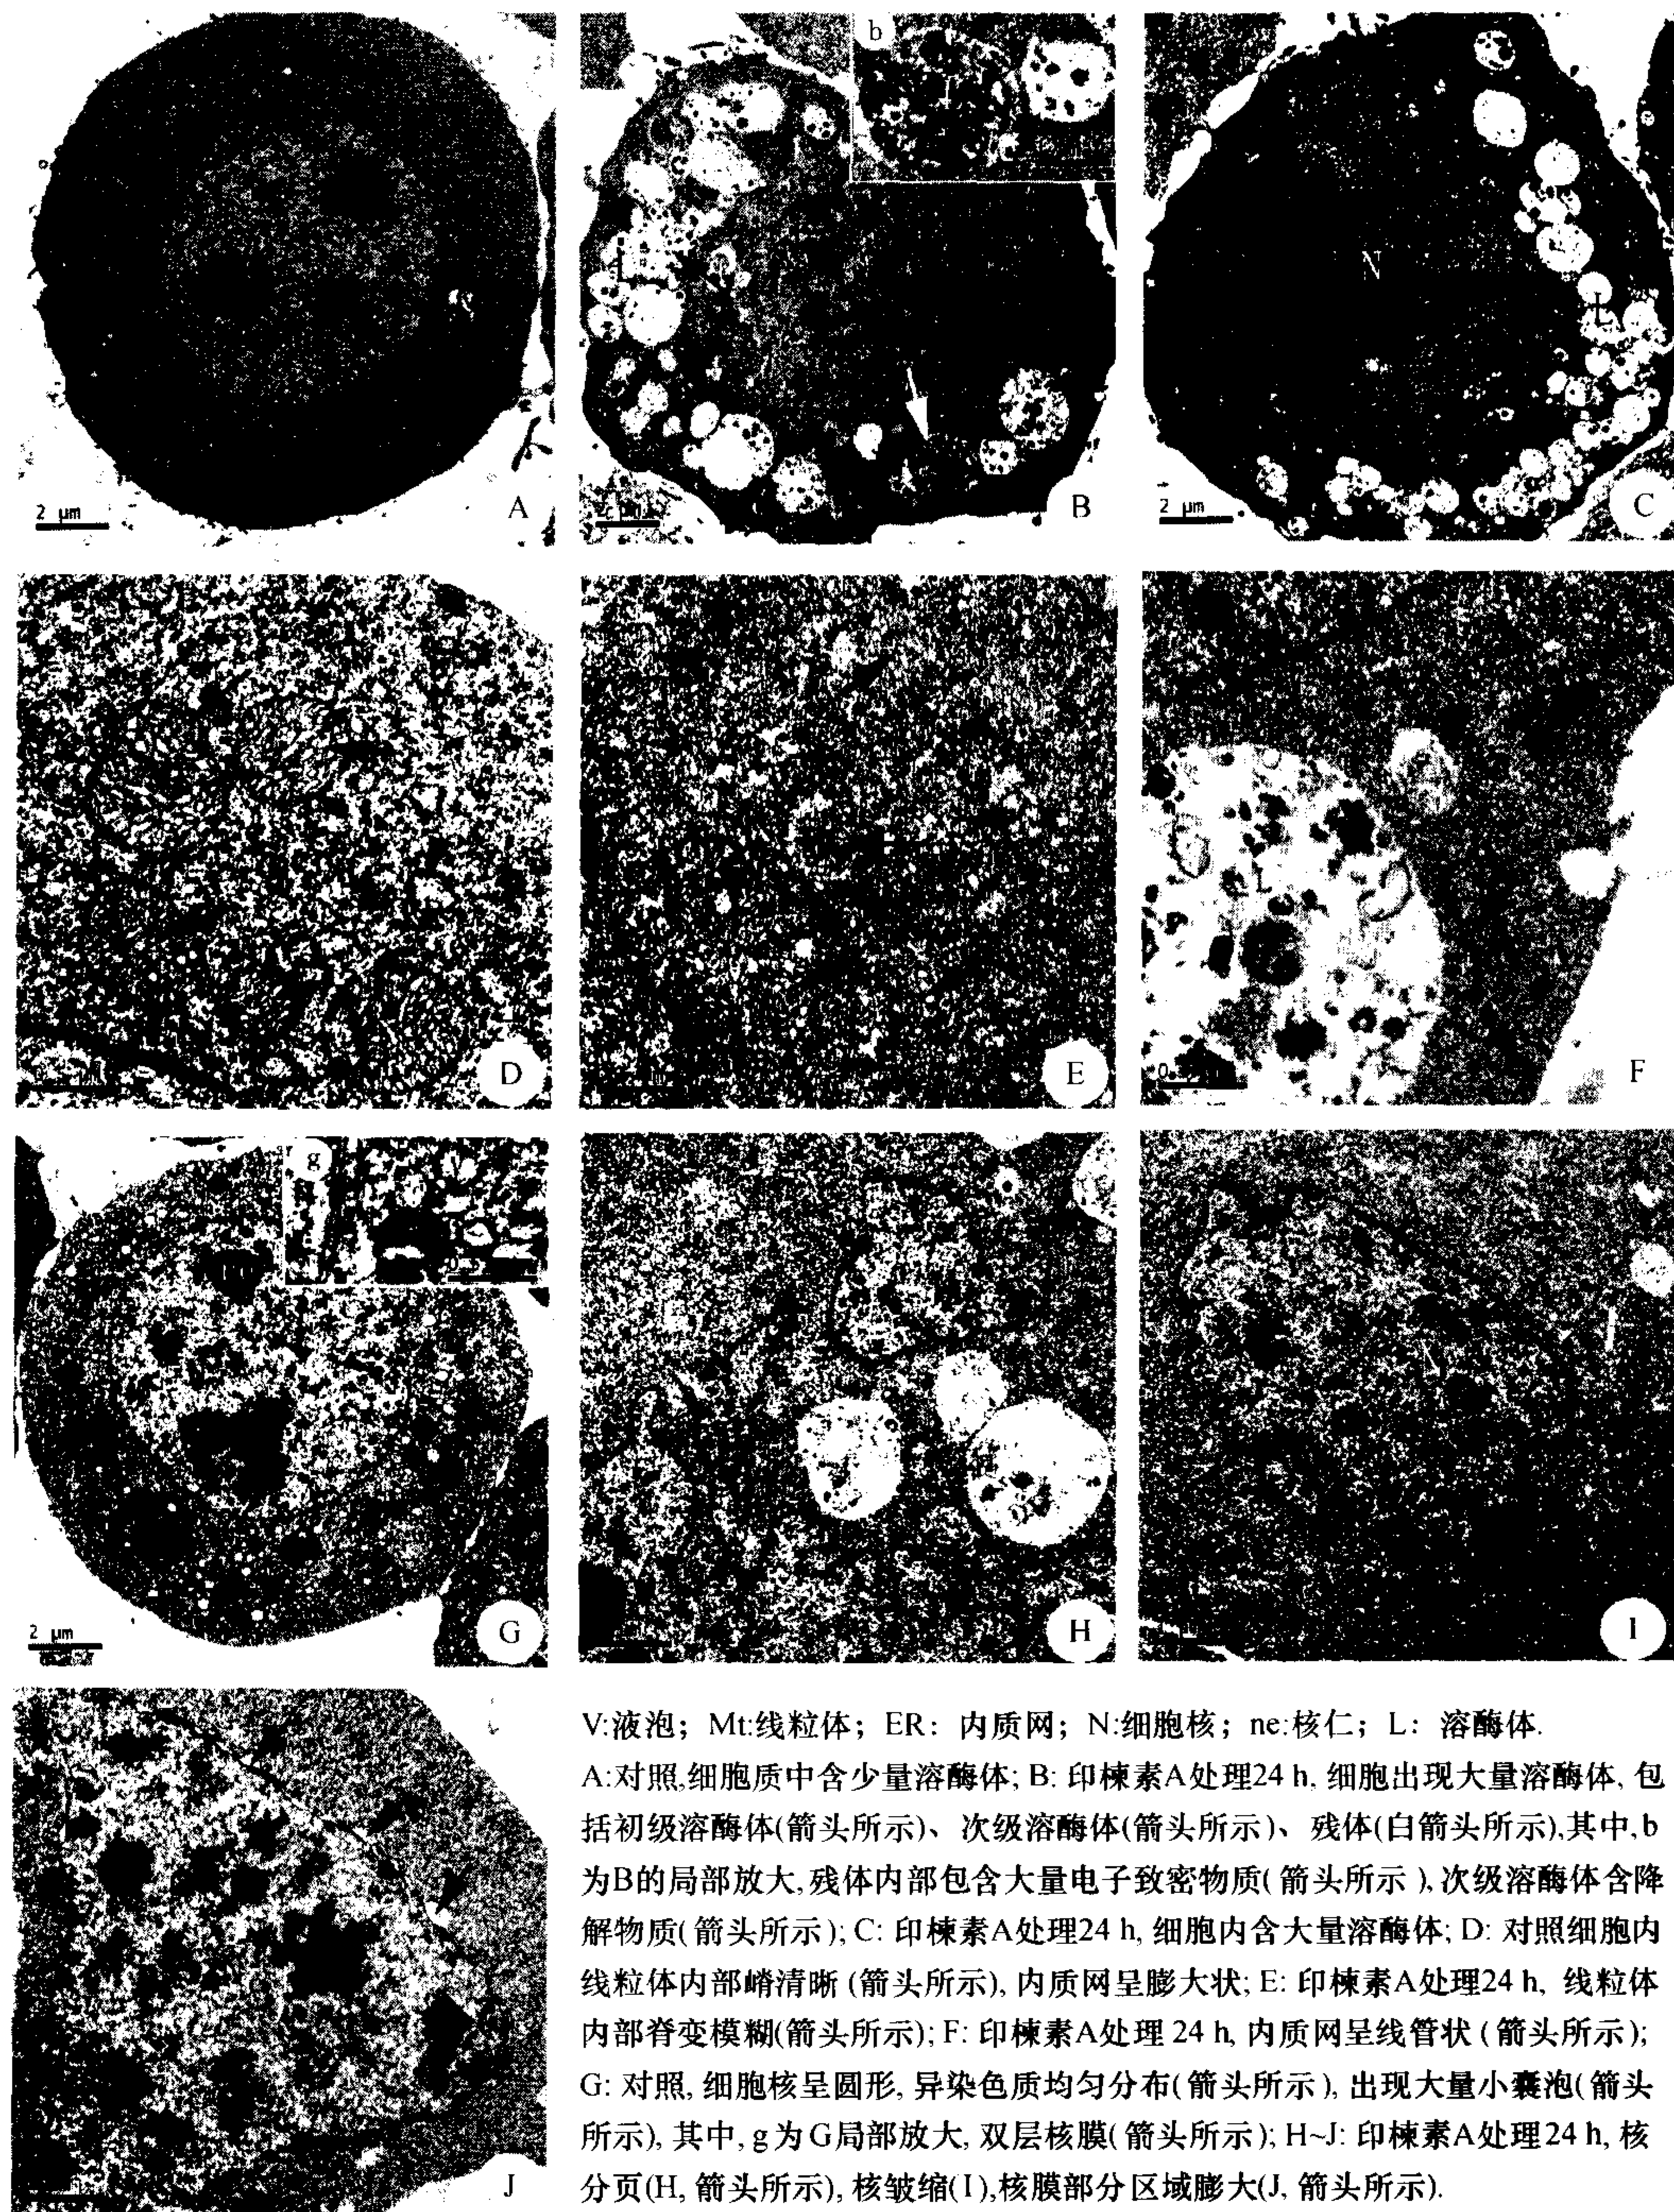 b
N
L
L
2 μm
A
B
2 μm
C
D
E
L
F
g
V
2 μm
G
H
I
J
V:液泡; Mt:线粒体; ER: 内质网; N:细胞核; ne:核仁; L: 溶酶体.
A:对照,细胞质中含少量溶酶体; B: 印楝素A处理24 h, 细胞出现大量溶酶体, 包
括初级溶酶体(箭头所示)、次级溶酶体(箭头所示)、残体(白箭头所示),其中,b
为B的局部放大,残体内部包含大量电子致密物质(箭头所示),次级溶酶体含降
解物质(箭头所示); C: 印楝素A处理24 h, 细胞内含大量溶酶体; D: 对照细胞内
线粒体内部嵴清晰(箭头所示), 内质网呈膨大状; E: 印楝素A处理24 h, 线粒体
内部脊变模糊(箭头所示); F: 印楝素A处理 24 h, 内质网呈线管状(箭头所示);
G: 对照, 细胞核呈圆形, 异染色质均匀分布(箭头所示), 出现大量小囊泡(箭头
所示), 其中, g为G局部放大, 双层核膜(箭头所示); H~J: 印楝素A处理24 h, 核
分页(H, 箭头所示), 核皱缩(I),核膜部分区域膨大(J, 箭头所示).